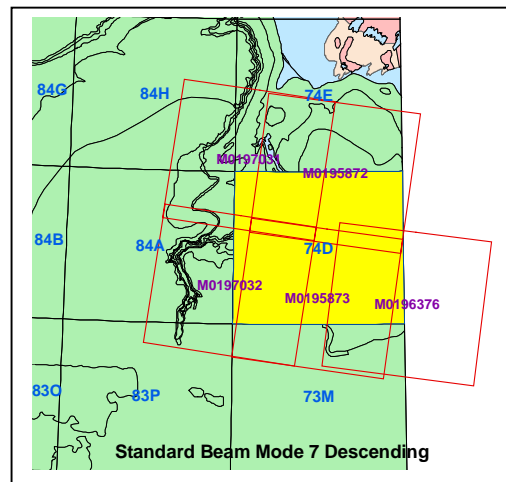 84G
84H
74E
M0197031
M0195872
84B
84A
74D
M0197032
M0195873
M0196376
83O
83P
73M
Standard Beam Mode 7 Descending